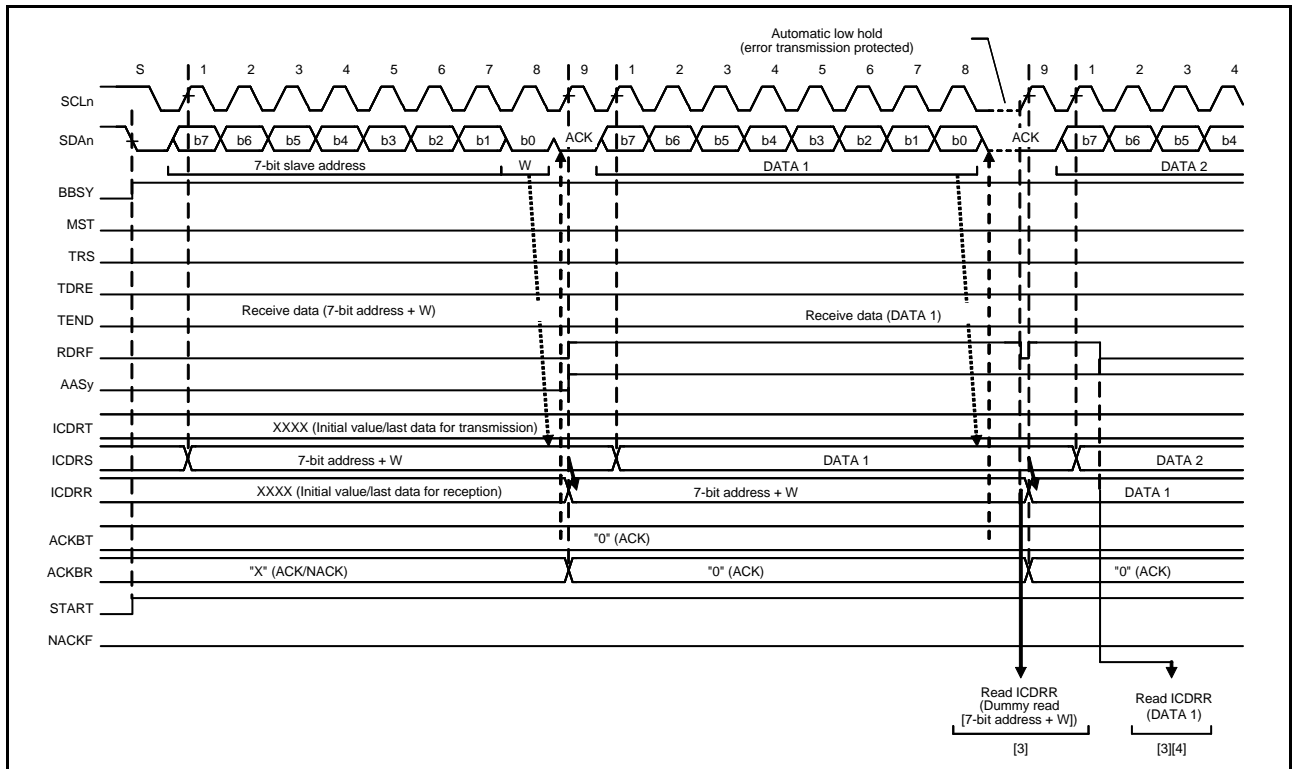 Automatic low hold
(error transmission protected)
S 1 2 3 4 5 6 7 8 9 1 2 3 4 5 6 7 8 9 1 2 3 4
SCLn
SDAn b7 b6 b5 b4 b3 b2 b1 b0 ACK b7 b6 b5 b4 b3 b2 b1 b0 ACK b7 b6 b5 b4
7-bit slave address W DATA 1 DATA 2
BBSY
MST
TRS
TDRE
Receive data (7-bit address + W) Receive data (DATA 1)
TEND
RDRF
AASy
ICDRT XXXX (Initial value/last data for transmission)
ICDRS 7-bit address + W DATA 1 DATA 2
ICDRR XXXX (Initial value/last data for reception) 7-bit address + W DATA 1
ACKBT "0" (ACK)
ACKBR "X" (ACK/NACK) "0" (ACK) "0" (ACK)
START
NACKF
Read ICDRR
(Dummy read
[7-bit address + W])
[3]
Read ICDRR
(DATA 1)
[3][4]